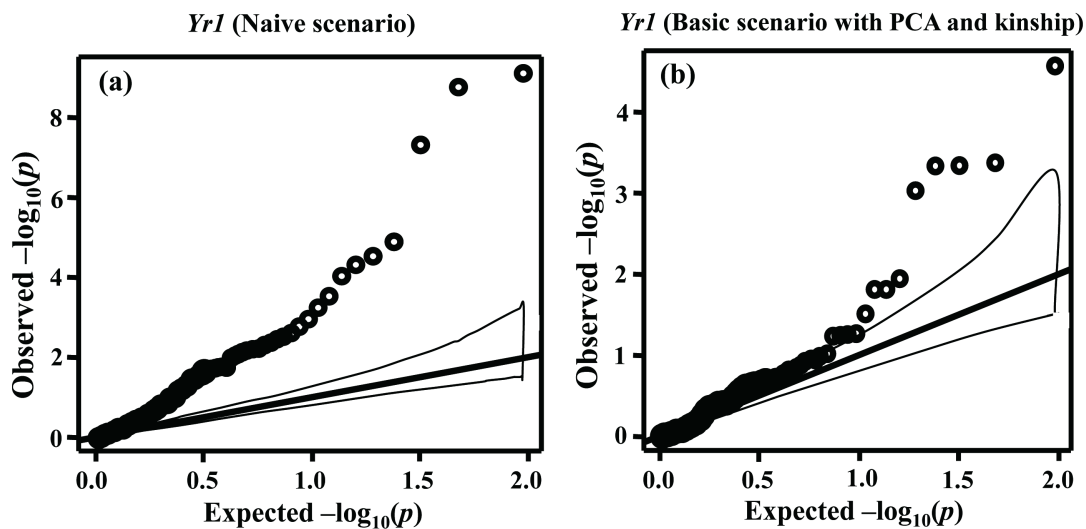 Yr1 (Naive scenario)
(a)
Observed –log10(p)
8
6
4
2
0
0.0 0.5 1.0 1.5 2.0
Expected –log10(p)
Yr1 (Basic scenario with PCA and kinship)
(b)
Observed –log10(p)
4
3
2
1
0
0.0 0.5 1.0 1.5 2.0
Expected –log10(p)